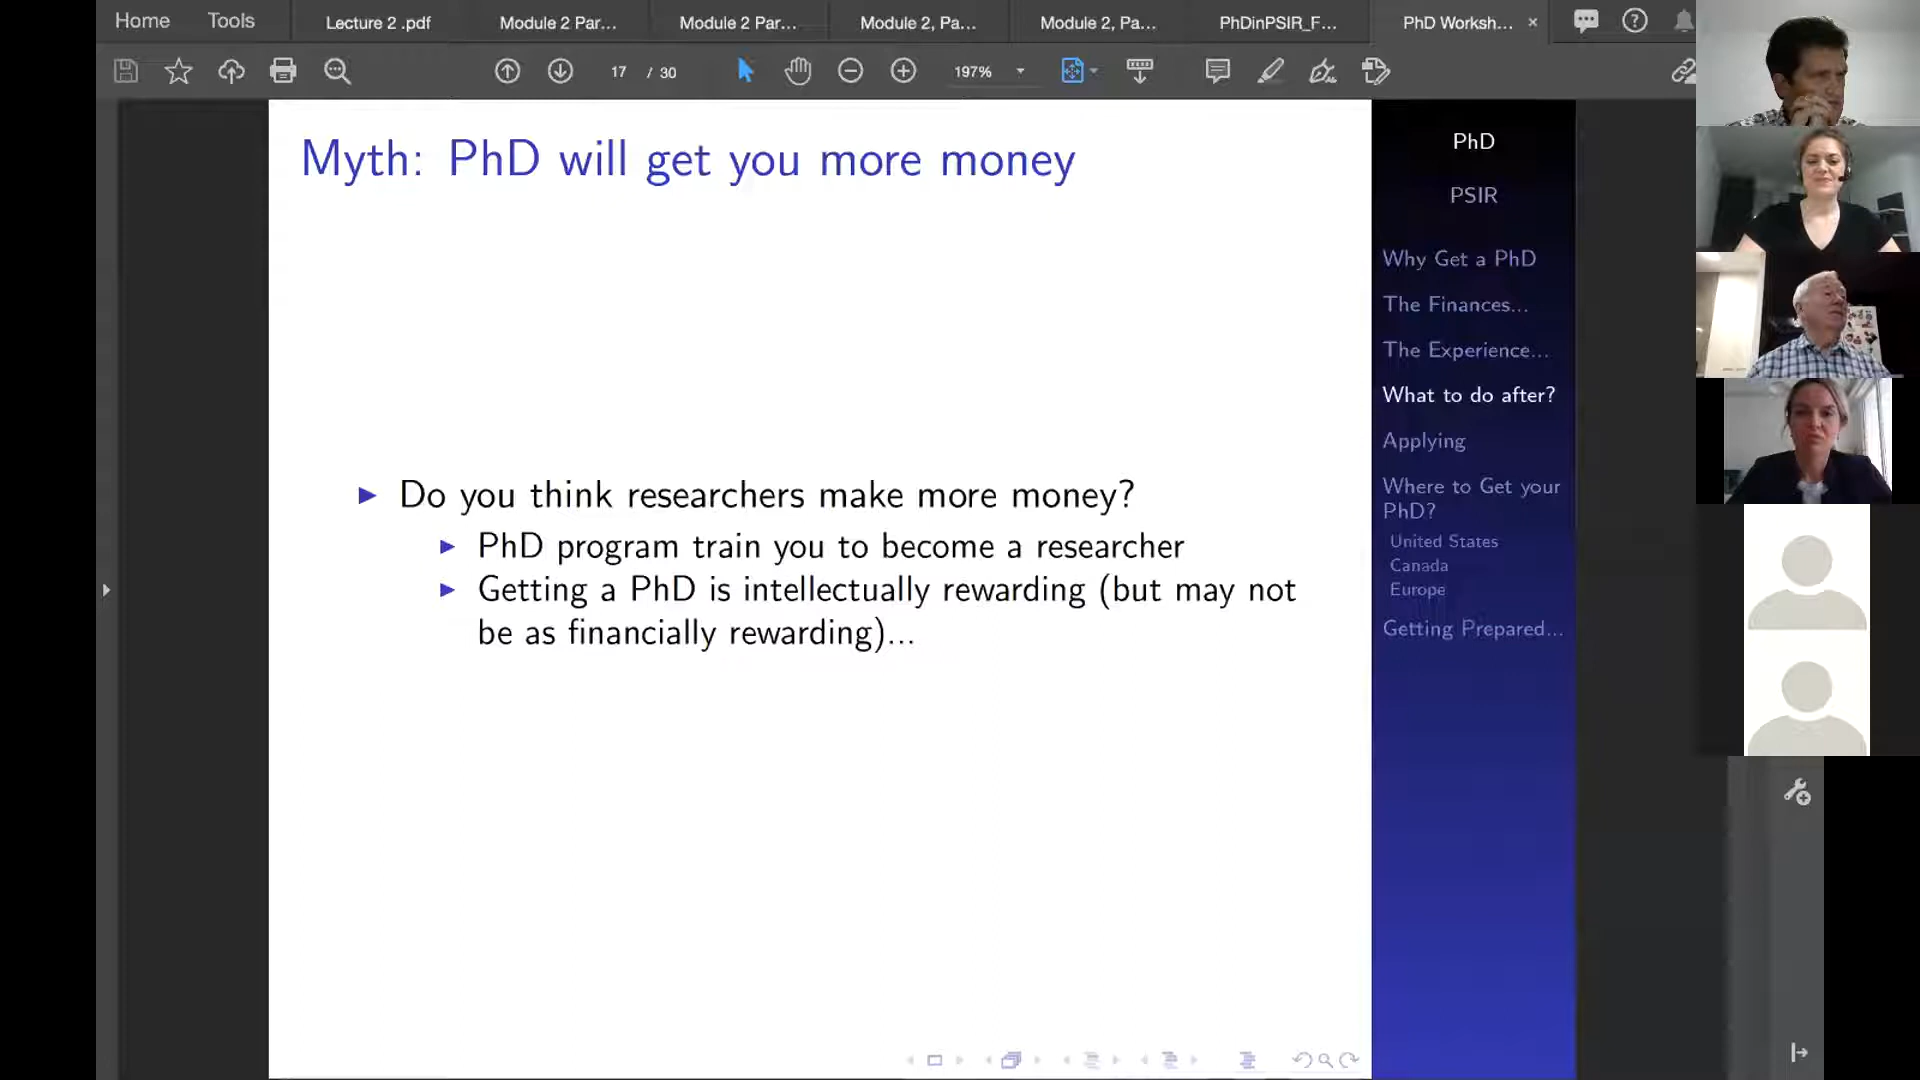 Home Tools Lecture 2 .pdf Module 2 Par... Module 2 Par... Module 2, Pa... Module 2, Pa... PhDinPSIR_F... PhD Worksh... ×
17 / 30 197%
Myth: PhD will get you more money
Do you think researchers make more money?
PhD program train you to become a researcher
Getting a PhD is intellectually rewarding (but may not
be as financially rewarding)...
PhD
PSIR
Why Get a PhD
The Finances...
The Experience...
What to do after?
Applying
Where to Get your
PhD?
United States
Canada
Europe
Getting Prepared...